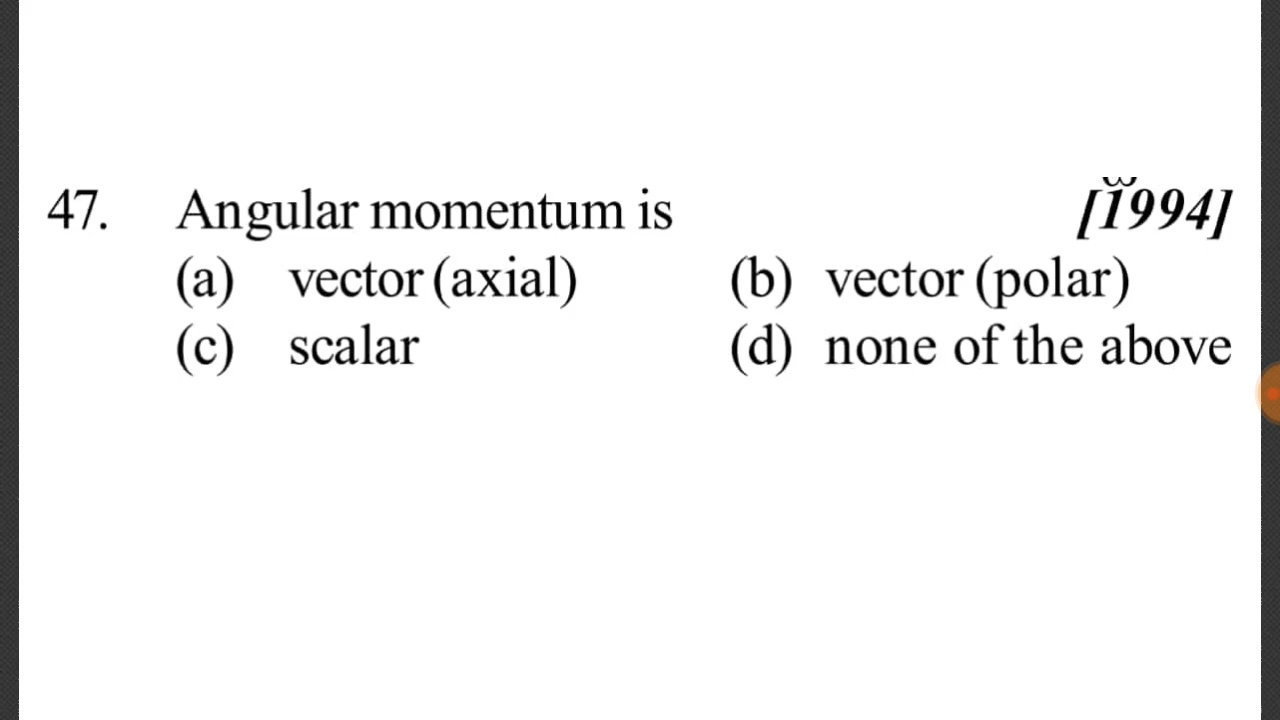 47. Angular momentum is [1994]
(a) vector (axial) (b) vector (polar)
(c) scalar (d) none of the above